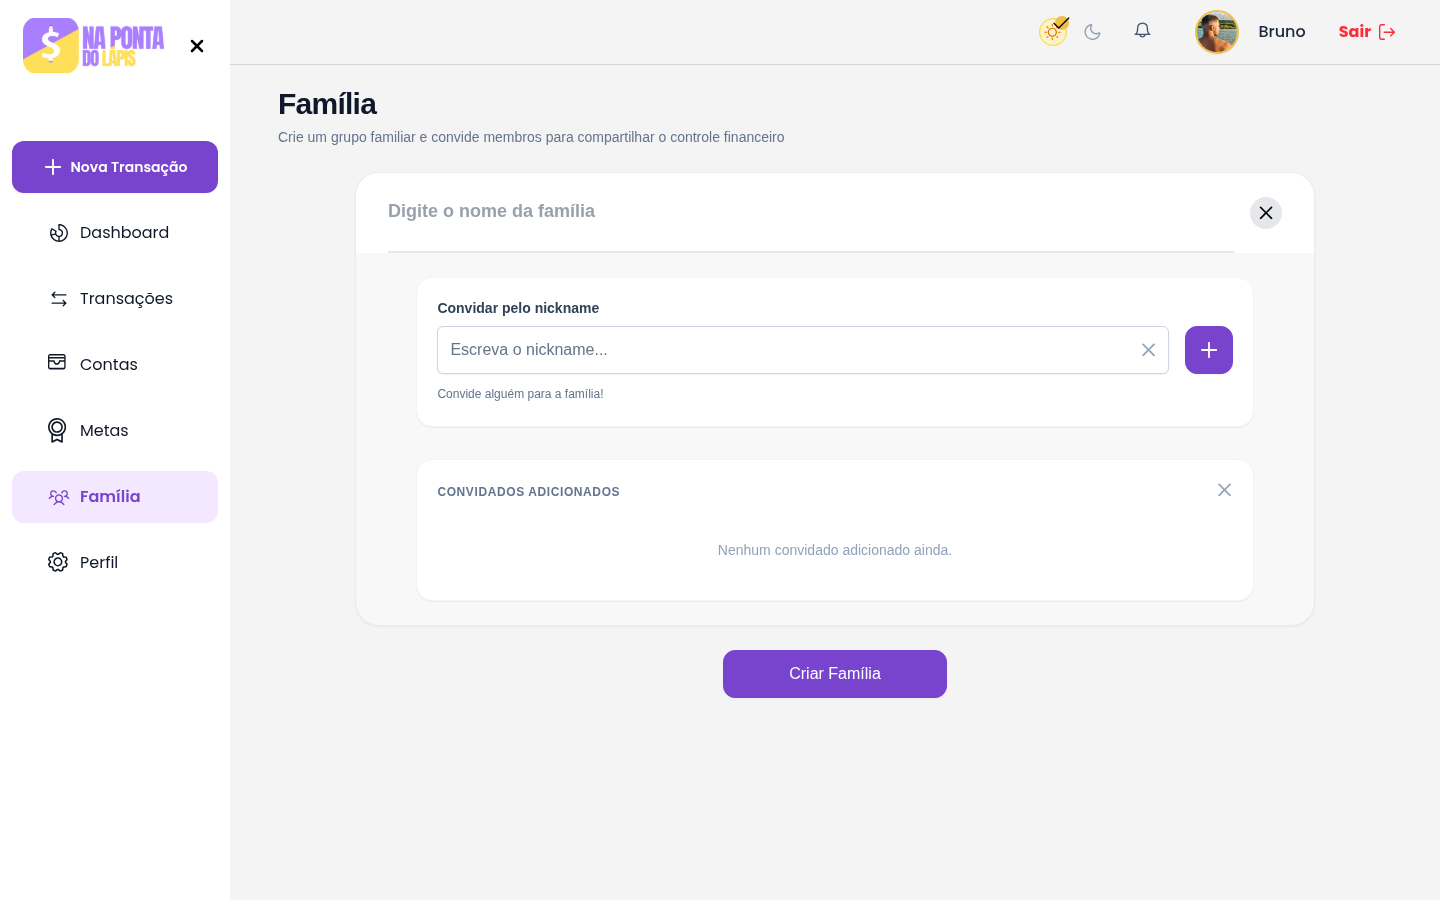 $ NA PONTA
DO LÁPIS
Bruno
Sair
Nova Transação
Dashboard
Transações
Contas
Metas
Família
Perfil
Família
Crie um grupo familiar e convide membros para compartilhar o controle financeiro
Digite o nome da família
Convidar pelo nickname
Escreva o nickname...
Convide alguém para a família!
CONVIDADOS ADICIONADOS
Nenhum convidado adicionado ainda.
Criar Família